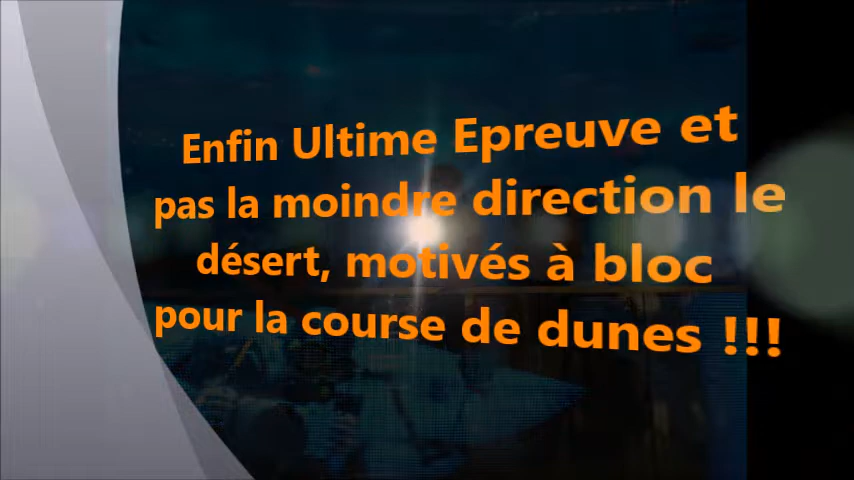 Enfin Ultime Epreuve et
pas la moindre direction le
désert, motivés à bloc
pour la course de dunes !!!